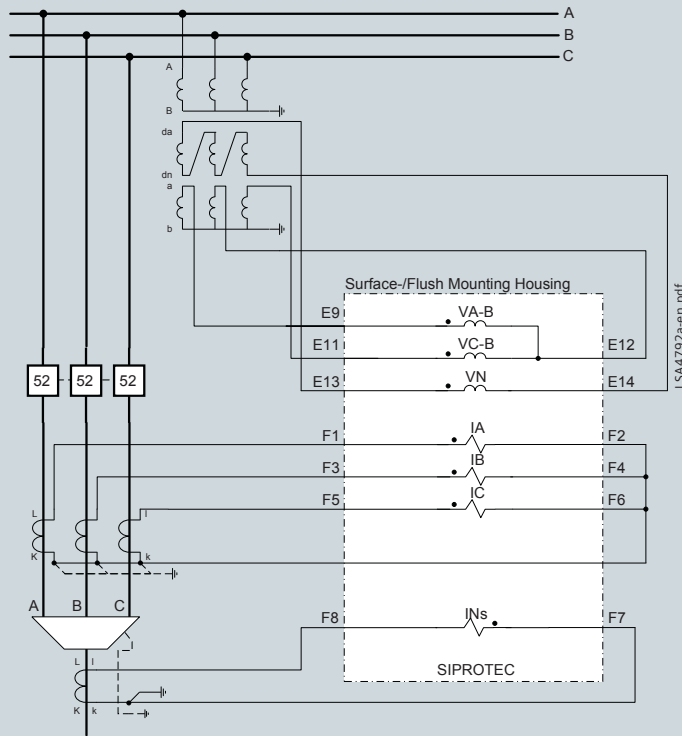 A
B
C
A
B
da
dn
a
b
Surface-/Flush Mounting Housing
E9 VA-B
E11 VC-B E12
E13 VN E14
LSA4792a-en.pdf
52 52 52
F1 IA F2
F3 IB F4
F5 IC F6
L l
K k
A B C
F8 INs F7
L l
K k
SIPROTEC